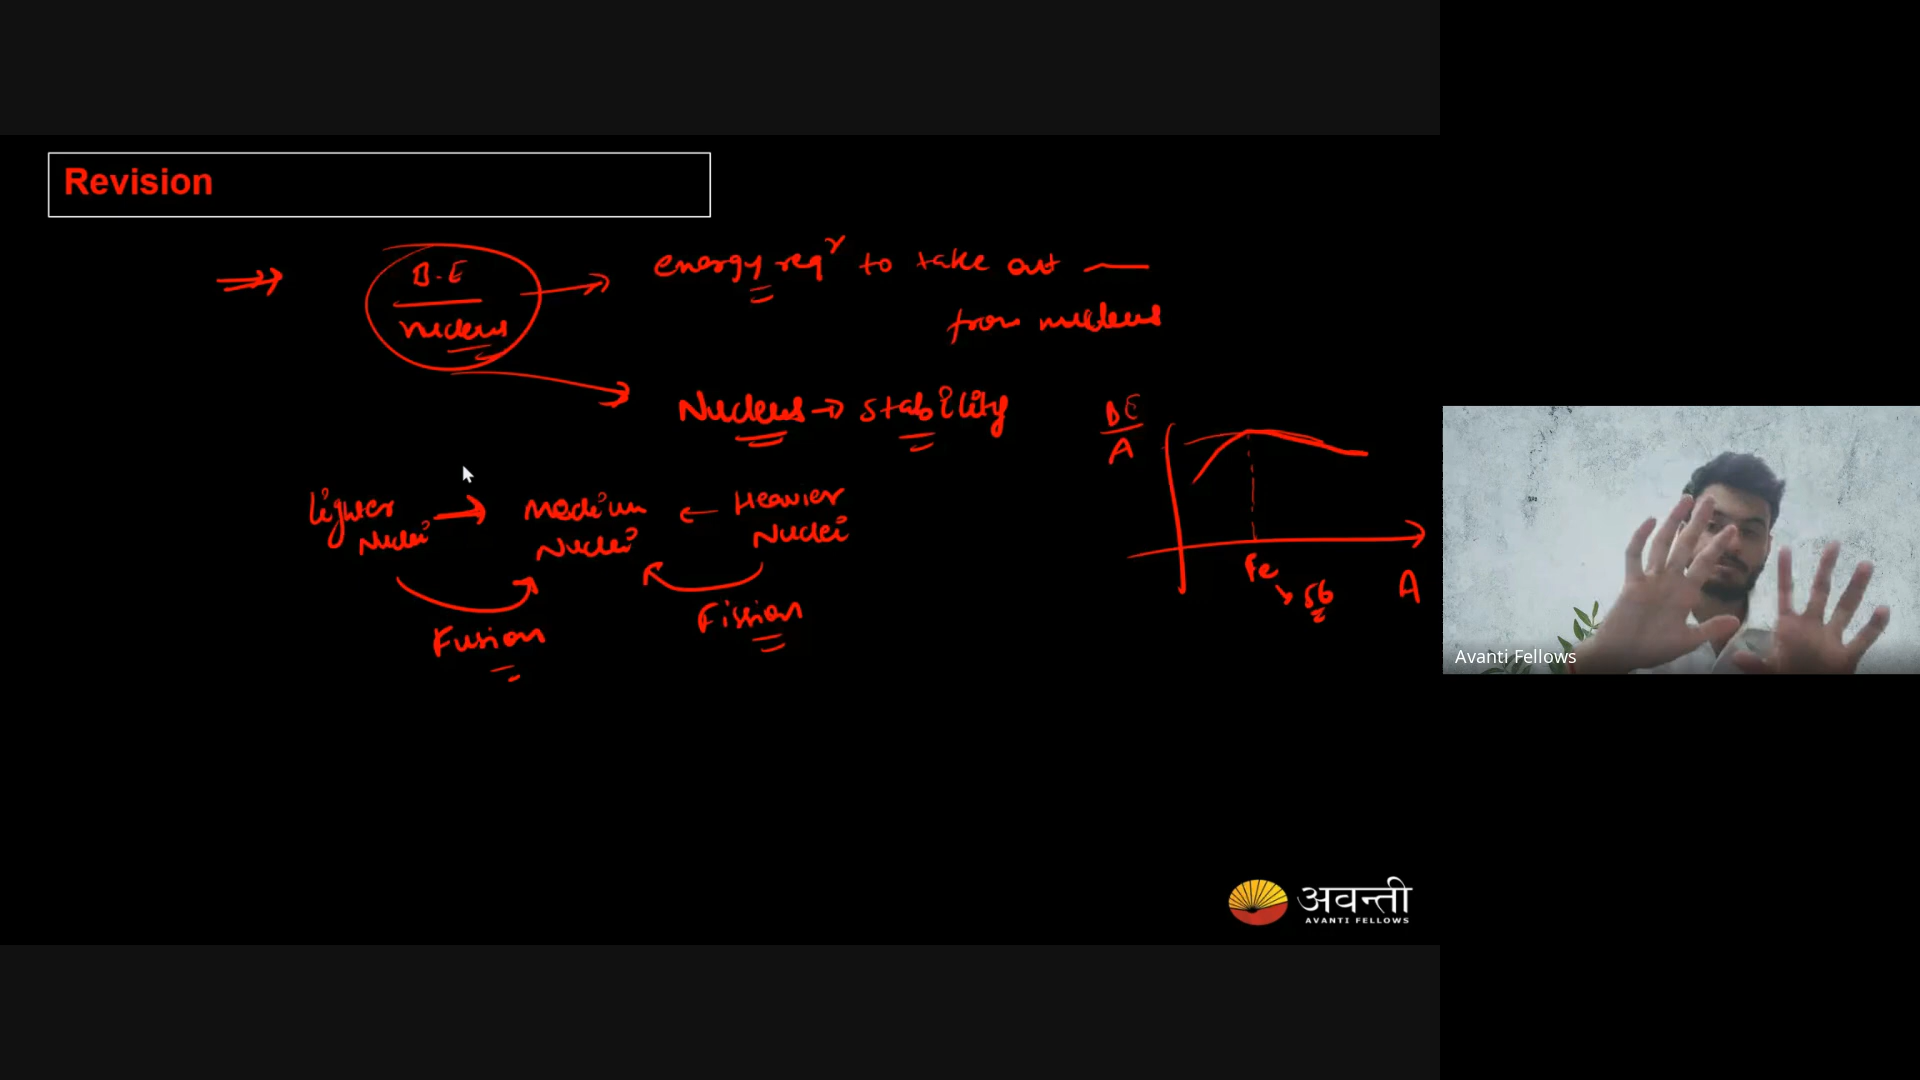 Revision
B.E
nucleus
energy reqr to take out —
from nucleus
Nucleus → stability
BE
A
lighter → medium ← Heavier
Nuclei Nuclei Nuclei
Fusion
Fission
Fe
56
A
Avanti Fellows
अवन्ती
AVANTI FELLOWS